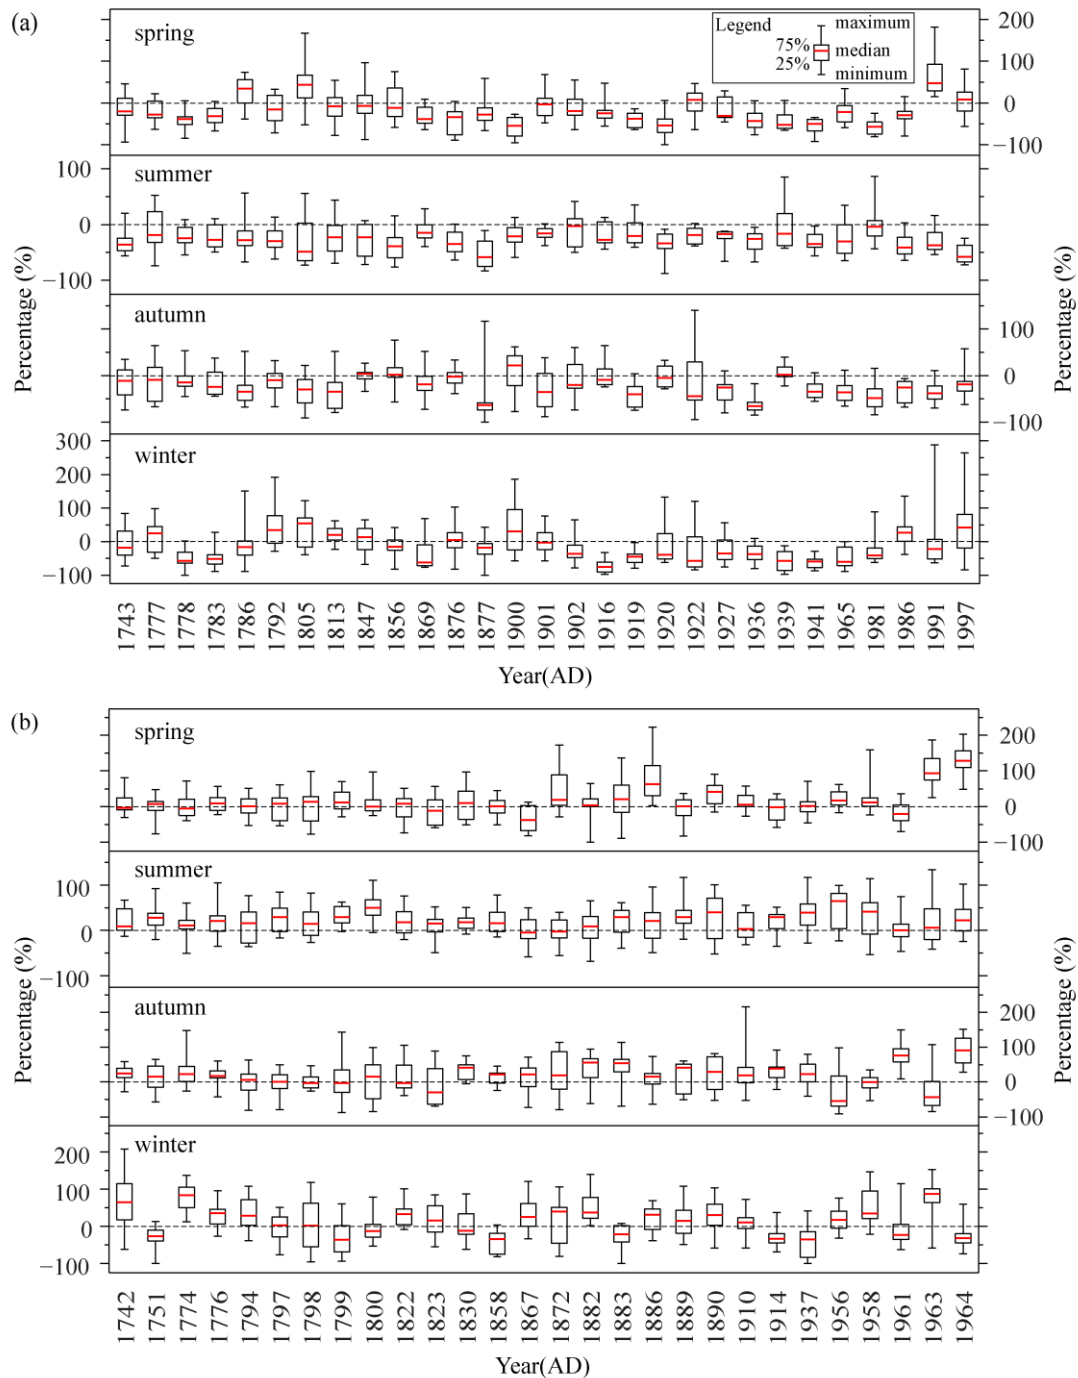 (a)
spring
Legend
maximum
75%
median
25%
minimum
200
100
0
−100
summer
100
0
−100
autumn
100
0
−100
winter
300
200
100
0
−100
Percentage (%)
Percentage (%)
1743 1777 1778 1783 1786 1792 1805 1813 1847 1856 1869 1876 1877 1900 1901 1902 1916 1919 1920 1922 1927 1936 1939 1941 1965 1981 1986 1991 1997
Year(AD)
(b)
spring
200
100
0
−100
summer
100
0
−100
autumn
200
100
0
−100
winter
200
100
0
−100
Percentage (%)
Percentage (%)
1742 1751 1774 1776 1794 1797 1798 1799 1800 1822 1823 1830 1858 1867 1872 1882 1883 1886 1889 1890 1910 1914 1937 1956 1958 1961 1963 1964
Year(AD)